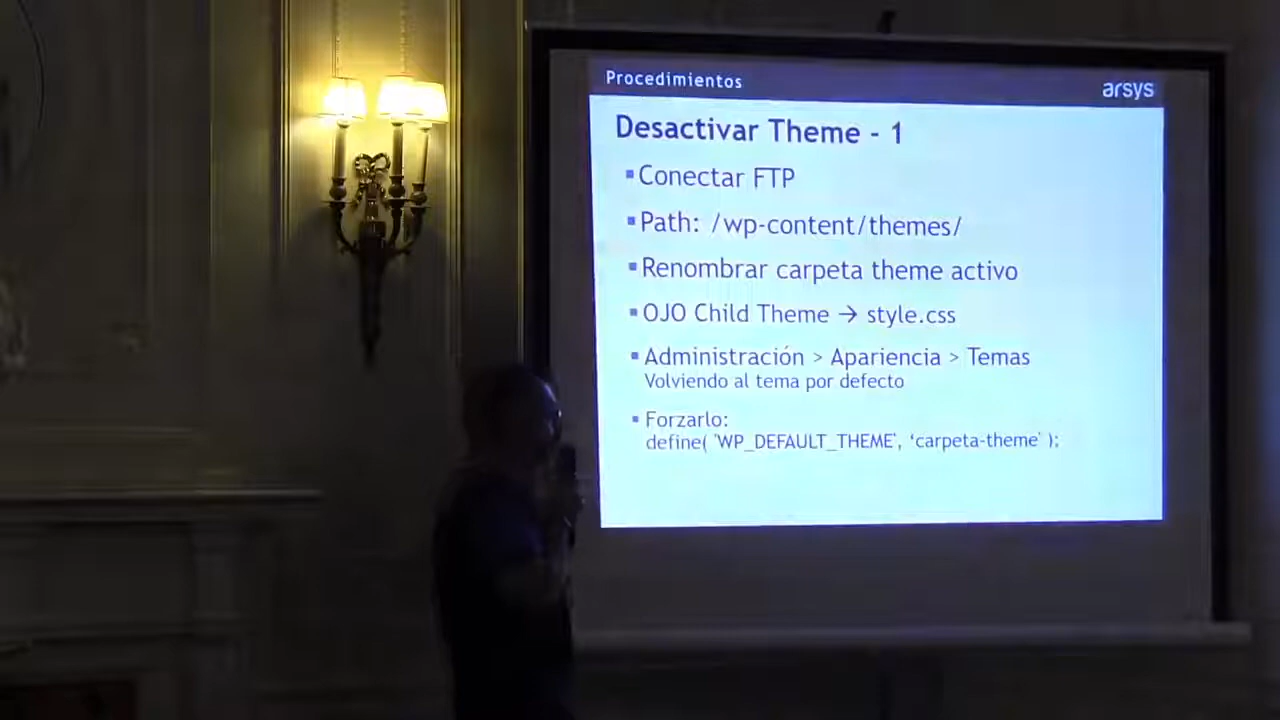 Procedimientos
arsys
Desactivar Theme - 1
▪Conectar FTP
▪Path: /wp-content/themes/
▪Renombrar carpeta theme activo
▪OJO Child Theme → style.css
▪Administración > Apariencia > Temas
Volviendo al tema por defecto
▪Forzarlo:
define( 'WP_DEFAULT_THEME', ‘carpeta-theme' );